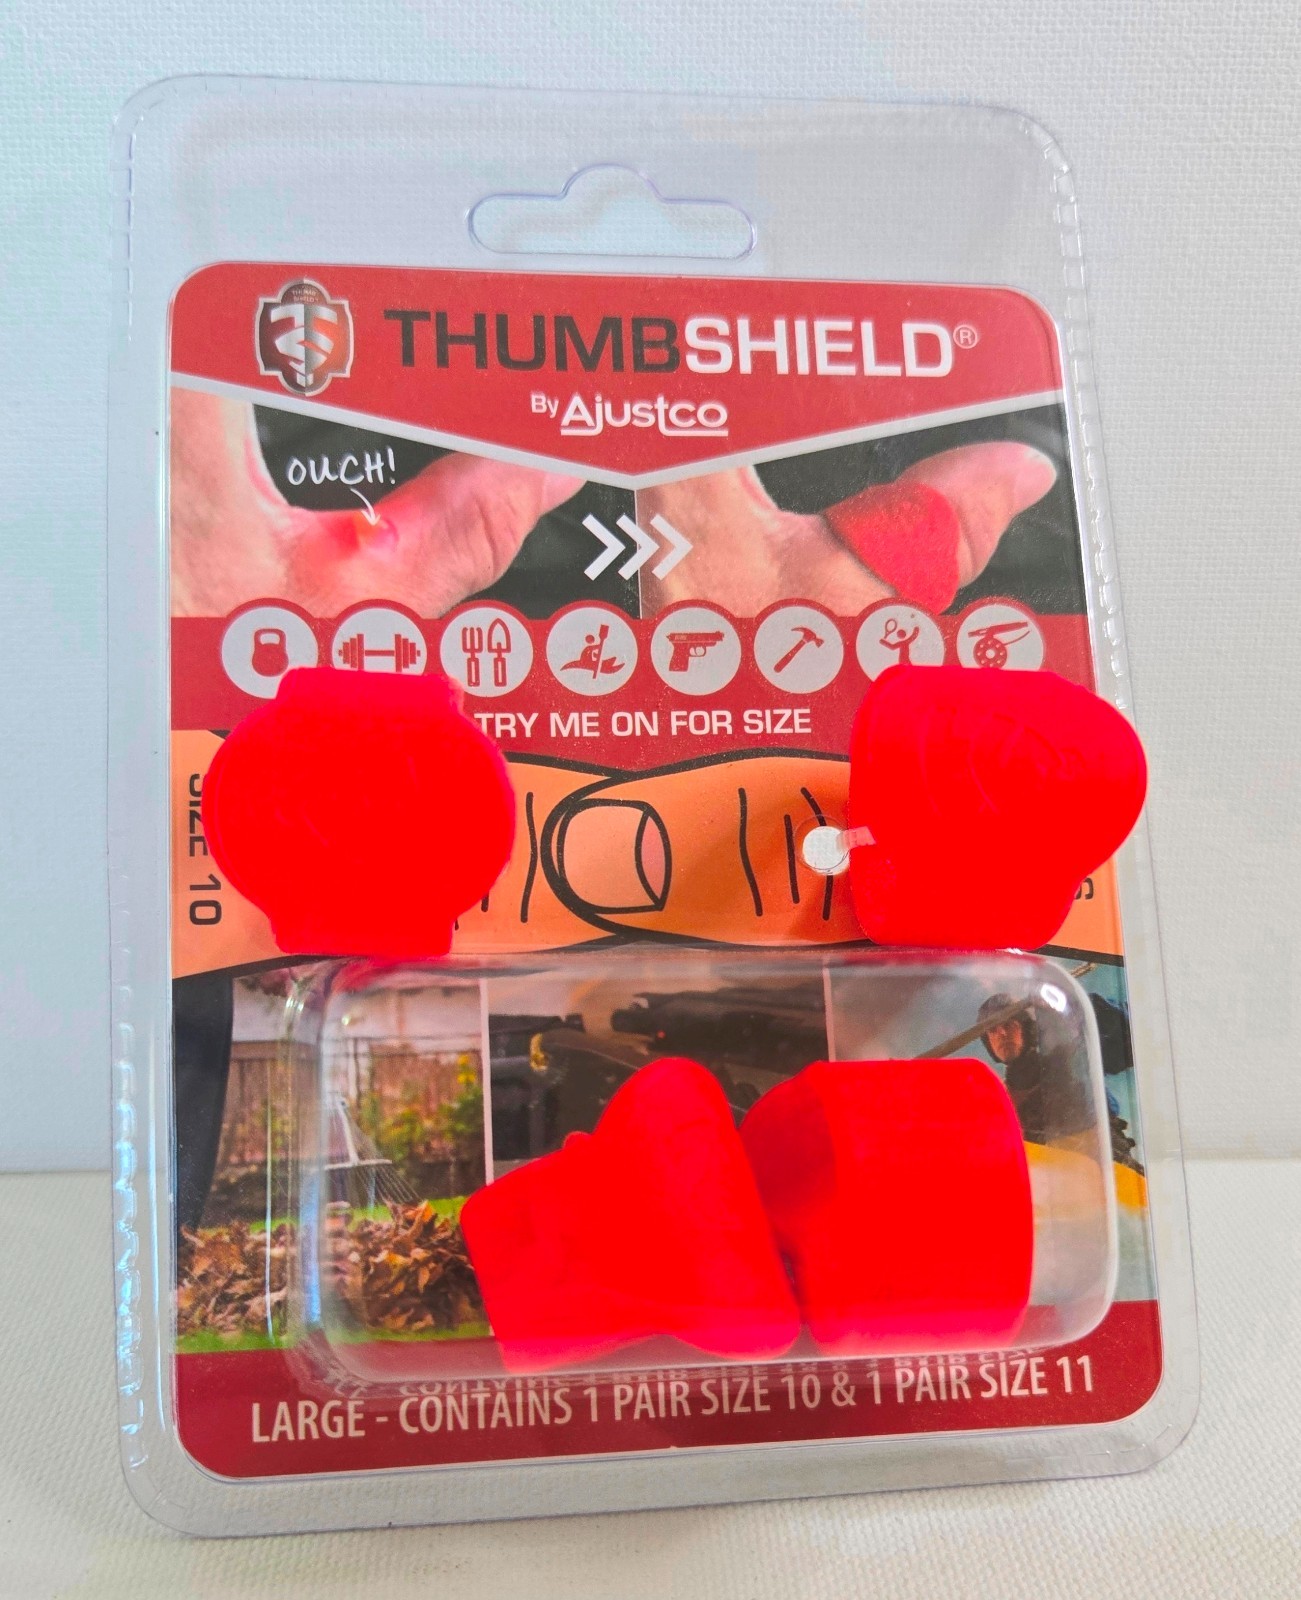 THUMBSHIELD®
By Ajustco
OUCH!
TRY ME ON FOR SIZE
SIZE 10
LARGE - CONTAINS 1 PAIR SIZE 10 & 1 PAIR SIZE 11